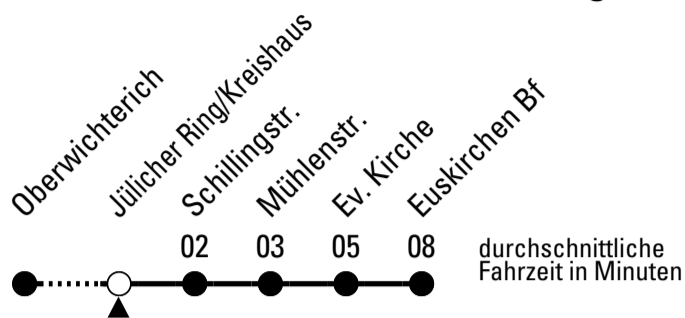 Oberwichterich
Jülicher Ring/Kreishaus
Schillingstr.
Mühlenstr.
Ev. Kirche
Euskirchen Bf
02 03 05 08
durchschnittliche
Fahrzeit in Minuten